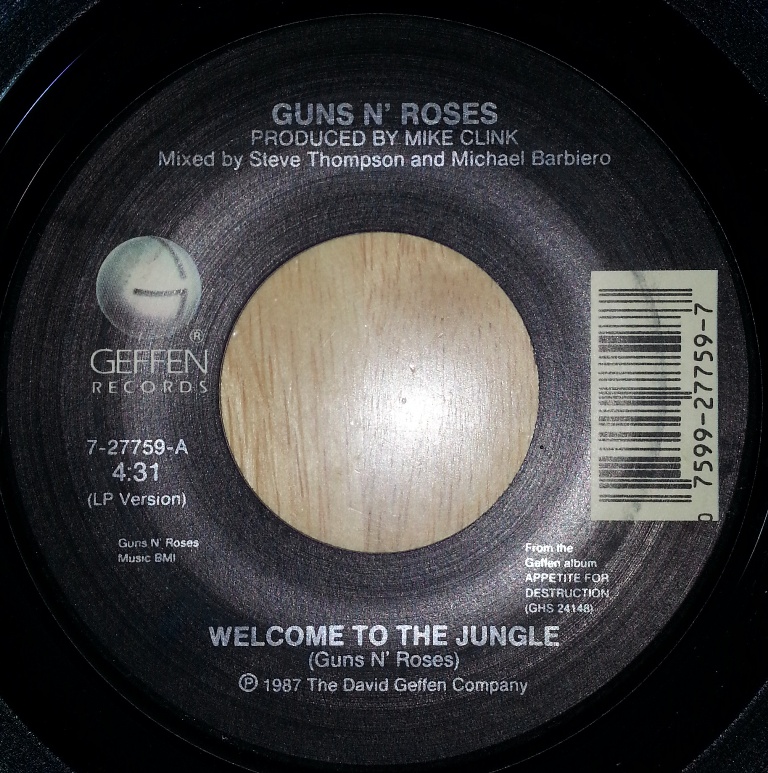 GUNS N' ROSES
PRODUCED BY MIKE CLINK
Mixed by Steve Thompson and Michael Barbiero
®
GEFFEN
RECORDS
7-27759-A
4:31
(LP Version)
Guns N' Roses
Music BMI
0 7599-27759-7
From the
Geffen album
APPETITE FOR
DESTRUCTION
(GHS 24148)
WELCOME TO THE JUNGLE
(Guns N' Roses)
℗ 1987 The David Geffen Company